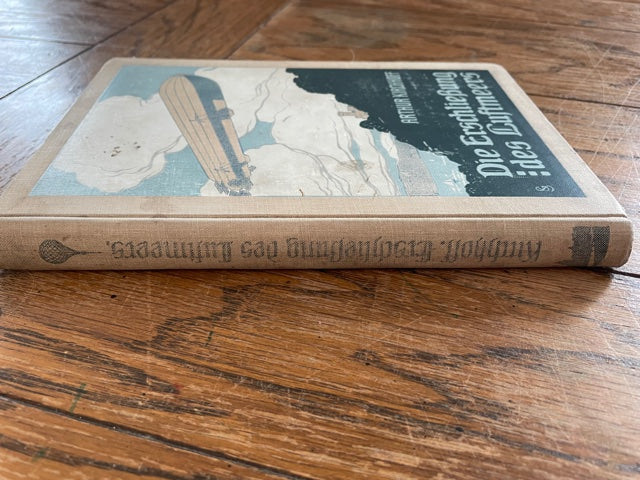 ARTHUR KIRCHHOFF
Die Erschließung
des Luftmeers
Kirchhoff. Erschließung des Luftmeers.